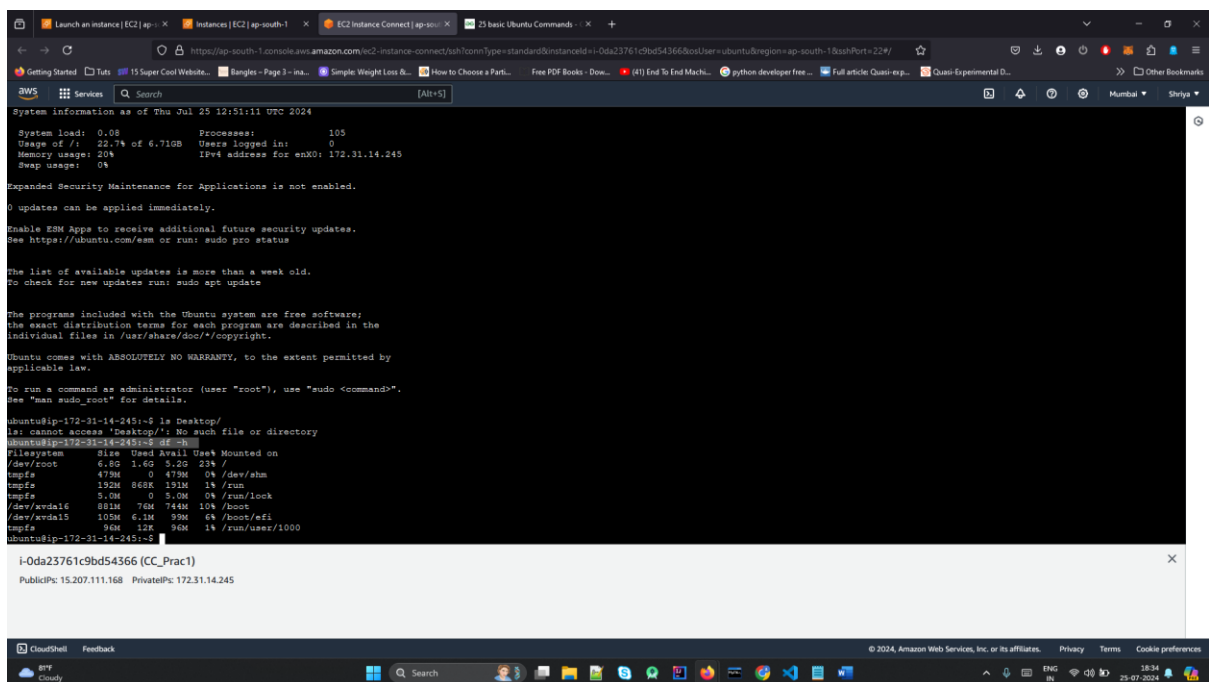 Launch an instance | EC2 | ap-s Instances | EC2 | ap-south-1 EC2 Instance Connect | ap-sout 25 basic Ubuntu Commands -
https://ap-south-1.console.aws.amazon.com/ec2-instance-connect/ssh?connType=standard&instanceId=i-0da23761c9bd54366&osUser=ubuntu&region=ap-south-1&sshPort=22#/
Getting Started Tuts 15 Super Cool Website... Bangles – Page 3 – ina... Simple: Weight Loss &... How to Choose a Parti... Free PDF Books - Dow... (41) End To End Machi... python developer free ... Full article: Quasi-exp... Quasi-Experimental D... Other Bookmarks
aws Services Search [Alt+S] Mumbai Shriya
System information as of Thu Jul 25 12:51:11 UTC 2024
System load: 0.08 Processes: 105
Usage of /: 22.7% of 6.71GB Users logged in: 0
Memory usage: 20% IPv4 address for enX0: 172.31.14.245
Swap usage: 0%
Expanded Security Maintenance for Applications is not enabled.
0 updates can be applied immediately.
Enable ESM Apps to receive additional future security updates.
See https://ubuntu.com/esm or run: sudo pro status
The list of available updates is more than a week old.
To check for new updates run: sudo apt update
The programs included with the Ubuntu system are free software;
the exact distribution terms for each program are described in the
individual files in /usr/share/doc/*/copyright.
Ubuntu comes with ABSOLUTELY NO WARRANTY, to the extent permitted by
applicable law.
To run a command as administrator (user "root"), use "sudo <command>".
See "man sudo_root" for details.
ubuntu@ip-172-31-14-245:~$ ls Desktop/
ls: cannot access 'Desktop/': No such file or directory
ubuntu@ip-172-31-14-245:~$ df -h
Filesystem Size Used Avail Use% Mounted on
/dev/root 6.8G 1.6G 5.2G 23% /
tmpfs 479M 0 479M 0% /dev/shm
tmpfs 192M 868K 191M 1% /run
tmpfs 5.0M 0 5.0M 0% /run/lock
/dev/xvda16 881M 76M 744M 10% /boot
/dev/xvda15 105M 6.1M 99M 6% /boot/efi
tmpfs 96M 12K 96M 1% /run/user/1000
ubuntu@ip-172-31-14-245:~$
i-0da23761c9bd54366 (CC_Prac1)
PublicIPs: 15.207.111.168 PrivateIPs: 172.31.14.245
CloudShell Feedback © 2024, Amazon Web Services, Inc. or its affiliates. Privacy Terms Cookie preferences
81°F Search ENG 18:34
Cloudy IN 25-07-2024